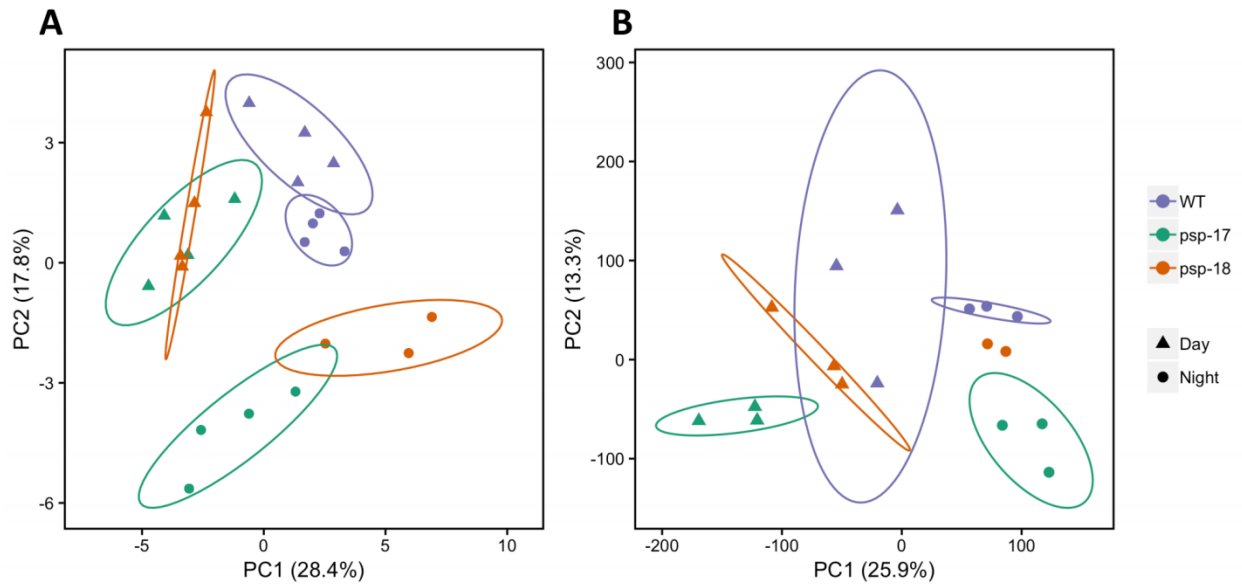 A
B
PC2 (17.8%)
3
0
-3
-6
-5
0
5
10
PC1 (28.4%)
PC2 (13.3%)
300
200
100
0
-100
-200
-100
0
100
PC1 (25.9%)
WT
psp-17
psp-18
Day
Night